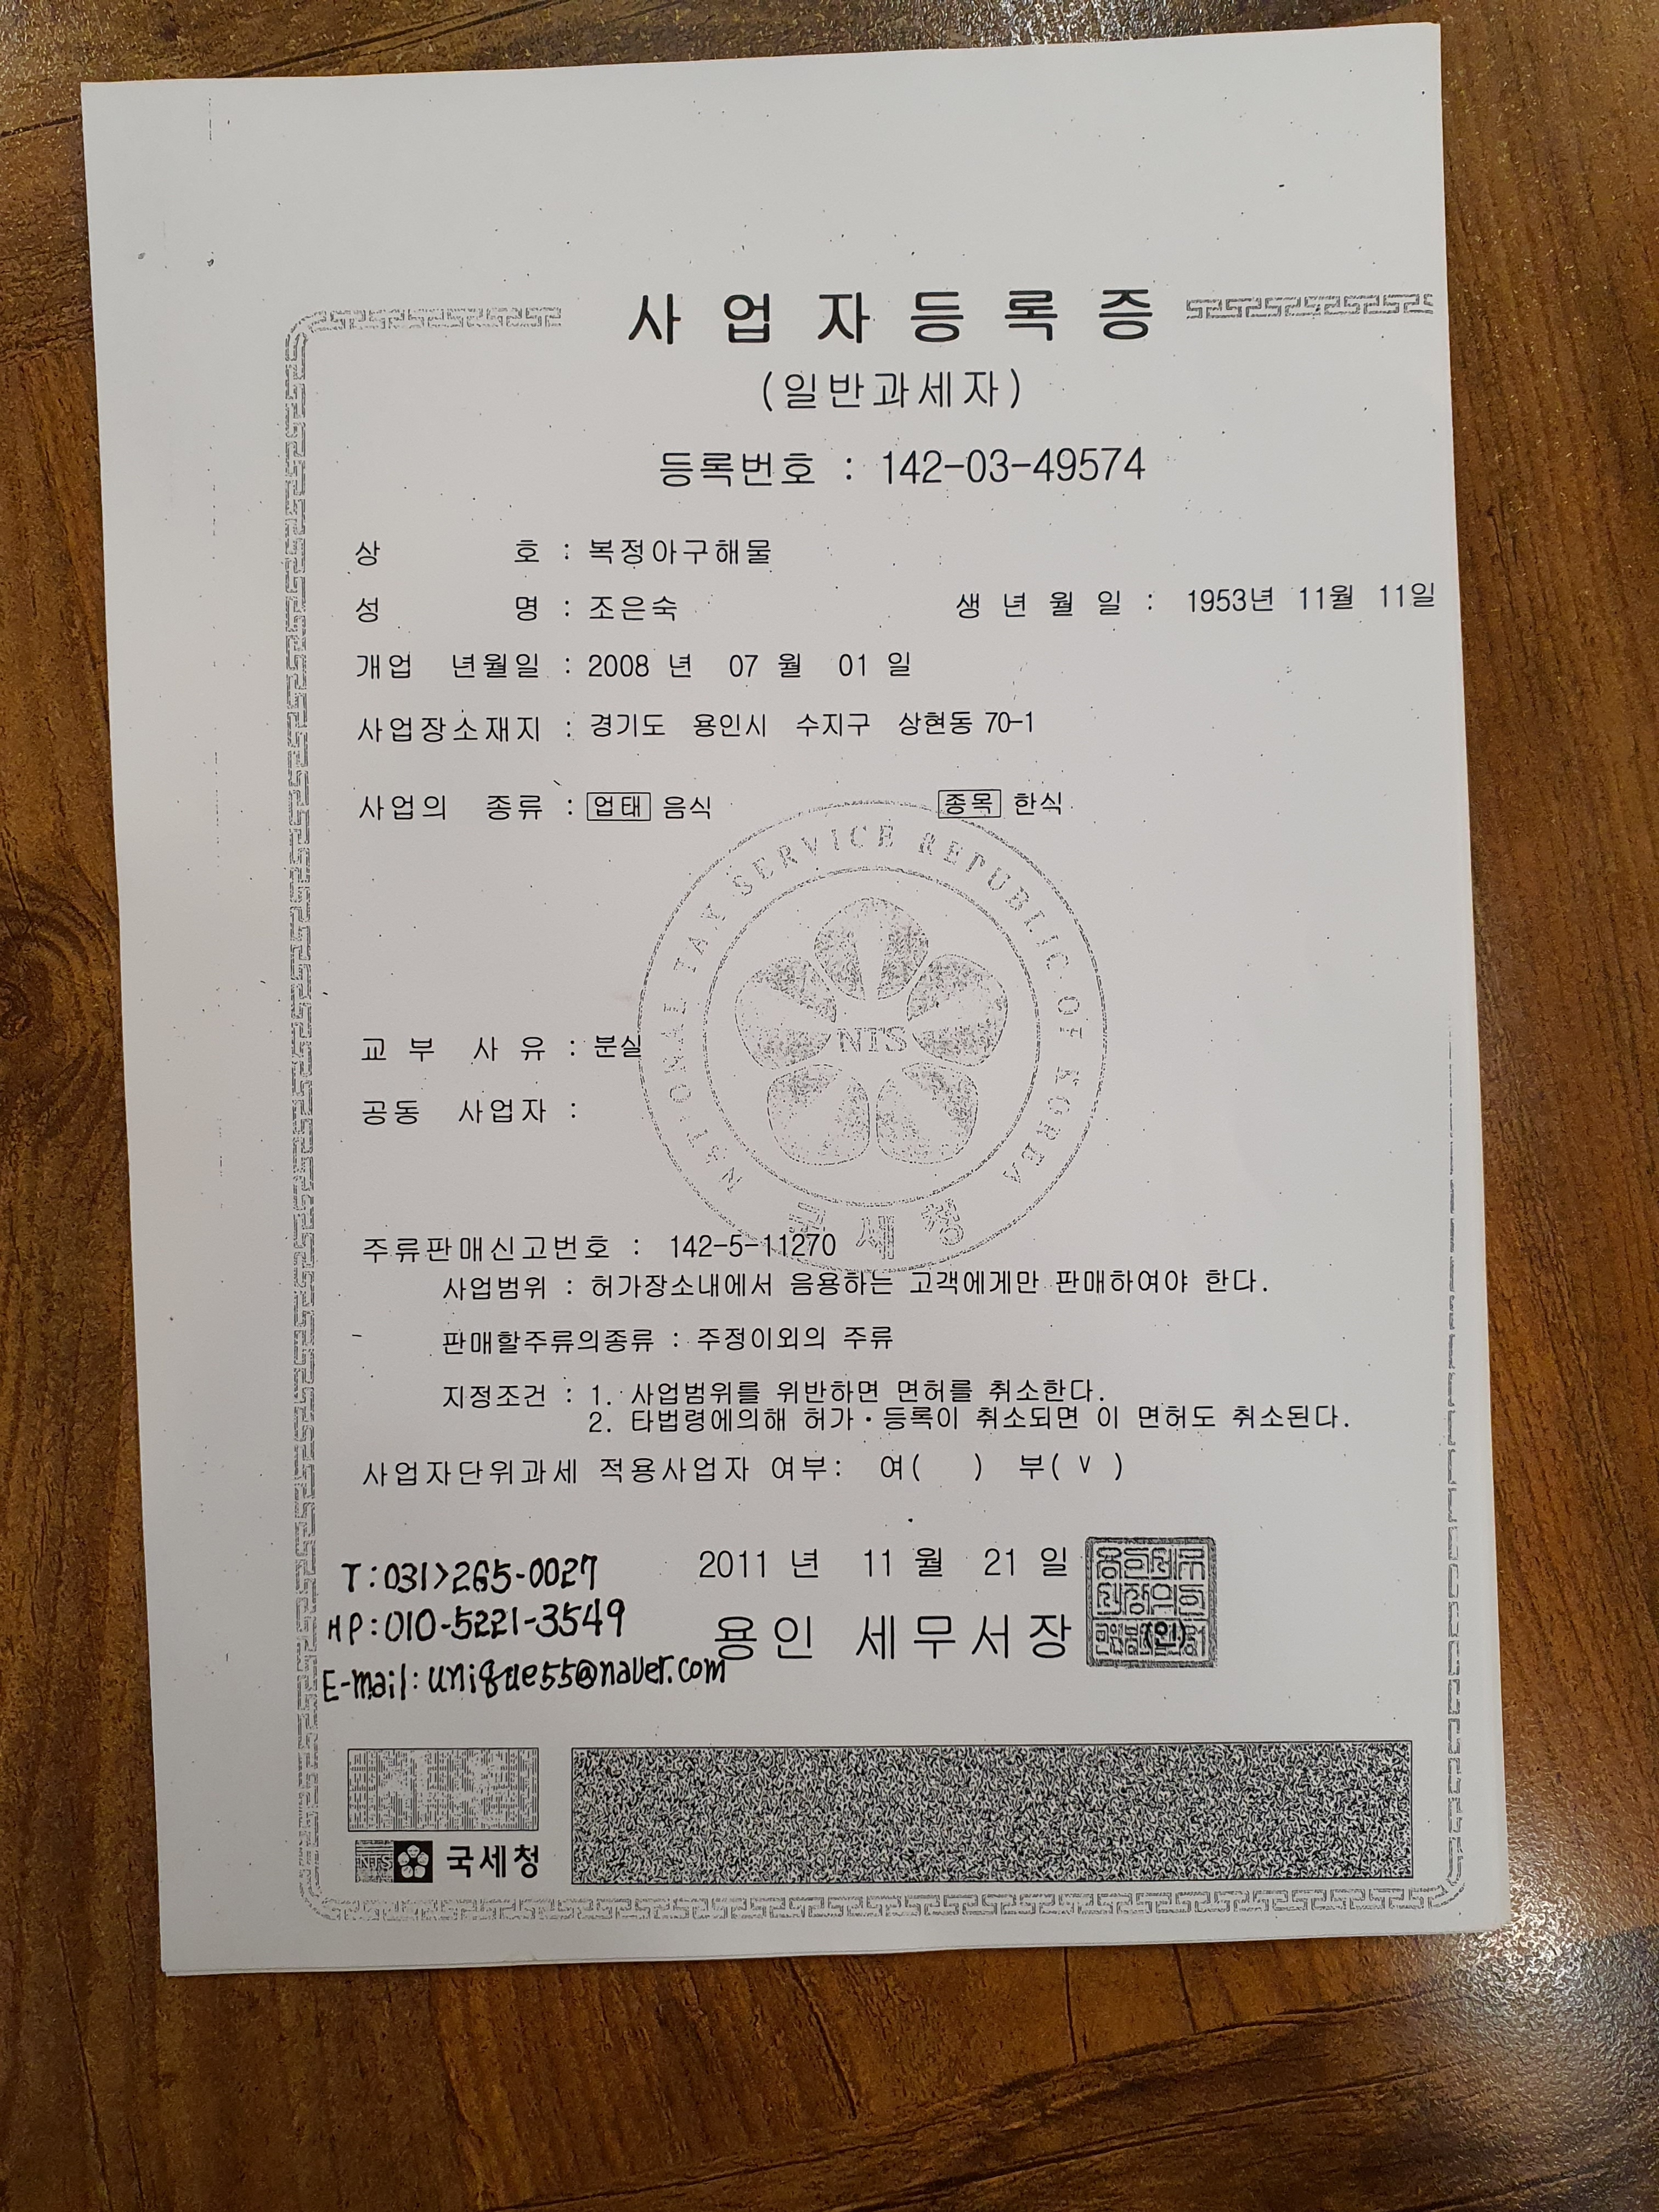 사업자등록증
(일반과세자)
등록번호 : 142-03-49574
상 호 : 복정아구해물
성 명 : 조은숙 생년월일 : 1953년 11월 11일
개업 년월일 : 2008 년 07 월 01 일
사업장소재지 : 경기도 용인시 수지구 상현동 70-1
사업의 종류 : 업태 음식 종목 한식
NATIONAL TAX SERVICE REPUBLIC OF KOREA
NTS
국세청
교부 사유 : 분실
공동 사업자 :
주류판매신고번호 : 142-5-11270
사업범위 : 허가장소내에서 음용하는 고객에게만 판매하여야 한다.
판매할주류의종류 : 주정이외의 주류
지정조건 : 1. 사업범위를 위반하면 면허를 취소한다.
2. 타법령에의해 허가·등록이 취소되면 이 면허도 취소된다.
사업자단위과세 적용사업자 여부: 여( ) 부( v )
2011 년 11 월 21 일
용인 세무서장 (인)
T:031>265-0027
HP:010-5221-3549
E-mail:unique55@naver.com
NTS 국세청